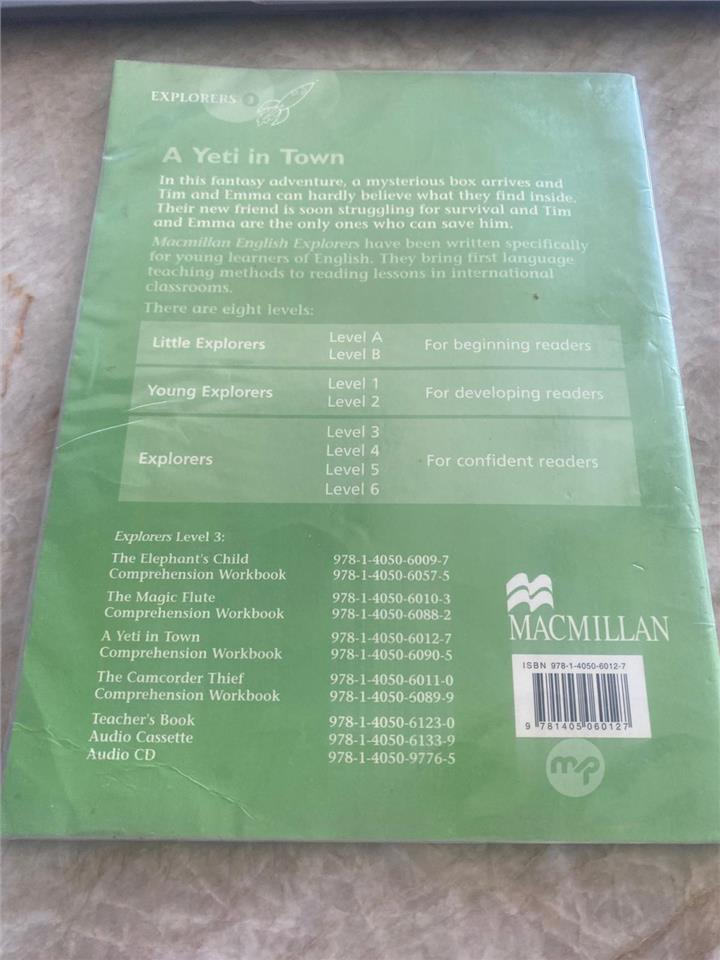 EXPLORERS 3
A Yeti in Town
In this fantasy adventure, a mysterious box arrives and
Tim and Emma can hardly believe what they find inside.
Their new friend is soon struggling for survival and Tim
and Emma are the only ones who can save him.
Macmillan English Explorers have been written specifically
for young learners of English. They bring first language
teaching methods to reading lessons in international
classrooms.
There are eight levels:
Little Explorers Level A For beginning readers
Level B
Young Explorers Level 1 For developing readers
Level 2
Explorers Level 3 For confident readers
Level 4
Level 5
Level 6
Explorers Level 3:
The Elephant's Child 978-1-4050-6009-7
Comprehension Workbook 978-1-4050-6057-5
The Magic Flute 978-1-4050-6010-3
Comprehension Workbook 978-1-4050-6088-2
A Yeti in Town 978-1-4050-6012-7
Comprehension Workbook 978-1-4050-6090-5
The Camcorder Thief 978-1-4050-6011-0
Comprehension Workbook 978-1-4050-6089-9
Teacher's Book 978-1-4050-6123-0
Audio Cassette 978-1-4050-6133-9
Audio CD 978-1-4050-9776-5
MACMILLAN
ISBN 978-1-4050-6012-7
9 781405 060127
mp